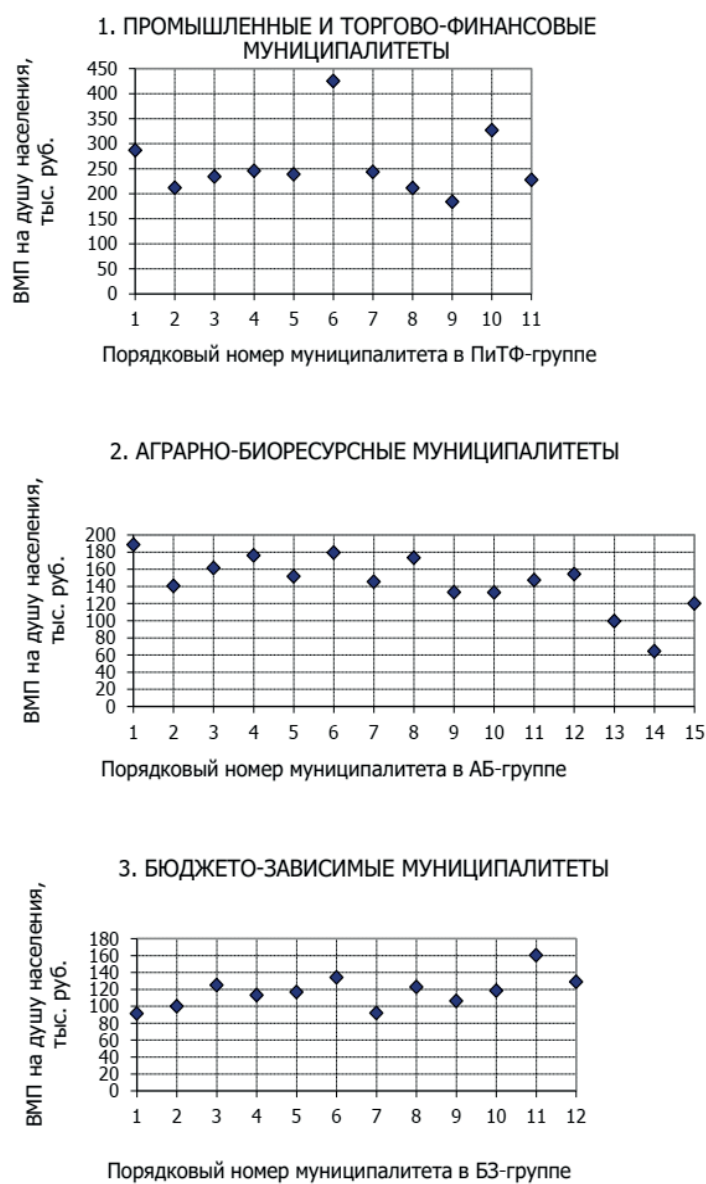 1. ПРОМЫШЛЕННЫЕ И ТОРГОВО-ФИНАНСОВЫЕ
МУНИЦИПАЛИТЕТЫ
ВМП на душу населения,
тыс. руб.
450
400
350
300
250
200
150
100
50
0
1 2 3 4 5 6 7 8 9 10 11
Порядковый номер муниципалитета в ПиТФ-группе
2. АГРАРНО-БИОРЕСУРСНЫЕ МУНИЦИПАЛИТЕТЫ
ВМП на душу населения,
тыс. руб.
200
180
160
140
120
100
80
60
40
20
0
1 2 3 4 5 6 7 8 9 10 11 12 13 14 15
Порядковый номер муниципалитета в АБ-группе
3. БЮДЖЕТО-ЗАВИСИМЫЕ МУНИЦИПАЛИТЕТЫ
ВМП на душу населения,
тыс. руб.
180
160
140
120
100
80
60
40
20
0
1 2 3 4 5 6 7 8 9 10 11 12
Порядковый номер муниципалитета в БЗ-группе